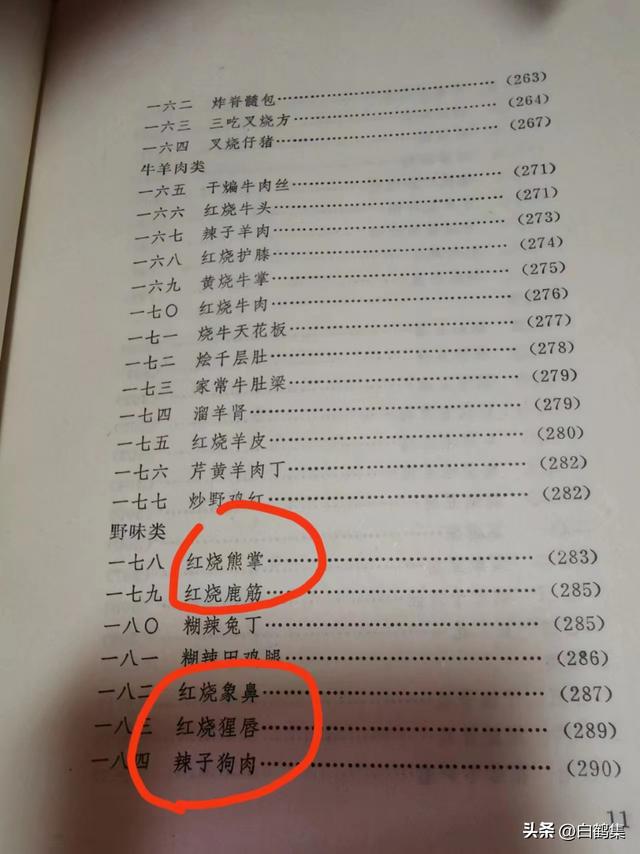 一六二 炸脊髓包……(263)
一六三 三吃叉烧方……(264)
一六四 叉烧仔猪……(267)
牛羊肉类
一六五 干煵牛肉丝……(271)
一六六 红烧牛头……(271)
一六七 辣子羊肉……(273)
一六八 红烧护膝……(274)
一六九 黄烧牛掌……(275)
一七〇 红烧牛肉……(276)
一七一 烧牛天花板……(277)
一七二 烩千层肚……(278)
一七三 家常牛肚梁……(279)
一七四 溜羊肾……(279)
一七五 红烧羊皮……(280)
一七六 芹黄羊肉丁……(282)
一七七 炒野鸡红……(282)
野味类
一七八 红烧熊掌……(283)
一七九 红烧鹿筋……(285)
一八〇 糊辣兔丁……(285)
一八一 糊辣田鸡腿……(286)
一八二 红烧象鼻……(287)
一八三 红烧猩唇……(289)
一八四 辣子狗肉……(290)
11
头条 @白鹤集